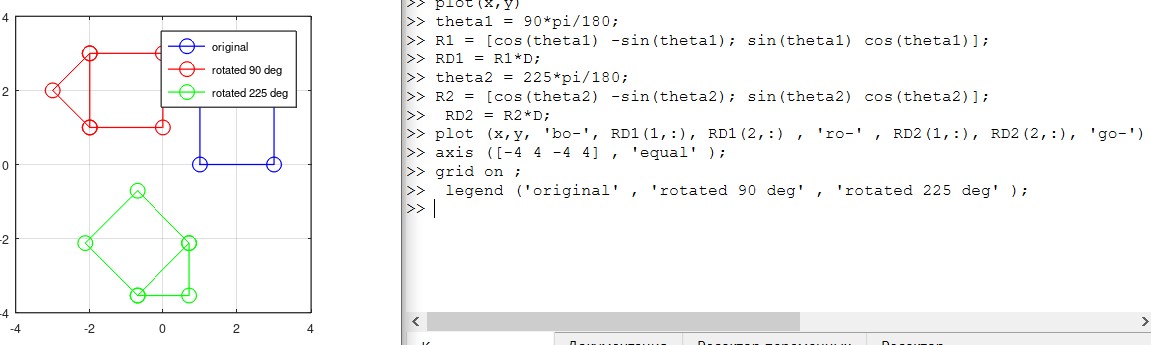 4
2
0
-2
-4
-4
-2
0
2
4
original
rotated 90 deg
rotated 225 deg
>> plot(x,y)
>> theta1 = 90*pi/180;
>> R1 = [cos(theta1) -sin(theta1); sin(theta1) cos(theta1)];
>> RD1 = R1*D;
>> theta2 = 225*pi/180;
>> R2 = [cos(theta2) -sin(theta2); sin(theta2) cos(theta2)];
>>  RD2 = R2*D;
>> plot (x,y, 'bo-', RD1(1,:), RD1(2,:) , 'ro-' , RD2(1,:), RD2(2,:), 'go-')
>> axis ([-4 4 -4 4] , 'equal' );
>> grid on ;
>>  legend ('original' , 'rotated 90 deg' , 'rotated 225 deg' );
>>